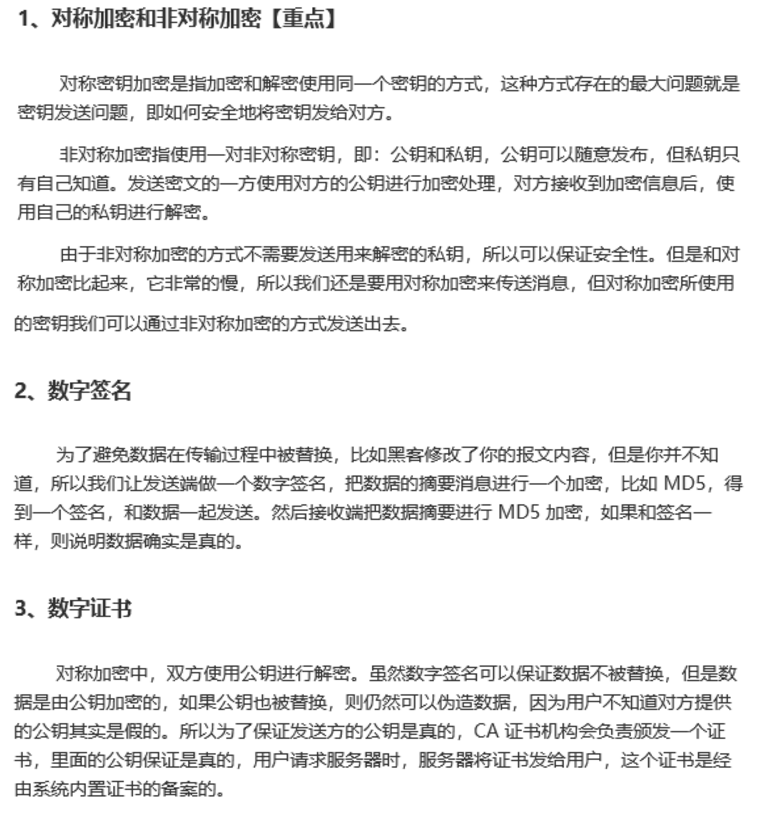 1、对称加密和非对称加密【重点】
对称密钥加密是指加密和解密使用同一个密钥的方式，这种方式存在的最大问题就是
密钥发送问题，即如何安全地将密钥发给对方。
非对称加密指使用一对非对称密钥，即：公钥和私钥，公钥可以随意发布，但私钥只
有自己知道。发送密文的一方使用对方的公钥进行加密处理，对方接收到加密信息后，使
用自己的私钥进行解密。
由于非对称加密的方式不需要发送用来解密的私钥，所以可以保证安全性。但是和对
称加密比起来，它非常的慢，所以我们还是要用对称加密来传送消息，但对称加密所使用
的密钥我们可以通过非对称加密的方式发送出去。
2、数字签名
为了避免数据在传输过程中被替换，比如黑客修改了你的报文内容，但是你并不知
道，所以我们让发送端做一个数字签名，把数据的摘要消息进行一个加密，比如 MD5，得
到一个签名，和数据一起发送。然后接收端把数据摘要进行 MD5 加密，如果和签名一
样，则说明数据确实是真的。
3、数字证书
对称加密中，双方使用公钥进行解密。虽然数字签名可以保证数据不被替换，但是数
据是由公钥加密的，如果公钥也被替换，则仍然可以伪造数据，因为用户不知道对方提供
的公钥其实是假的。所以为了保证发送方的公钥是真的，CA 证书机构会负责颁发一个证
书，里面的公钥保证是真的，用户请求服务器时，服务器将证书发给用户，这个证书是经
由系统内置证书的备案的。